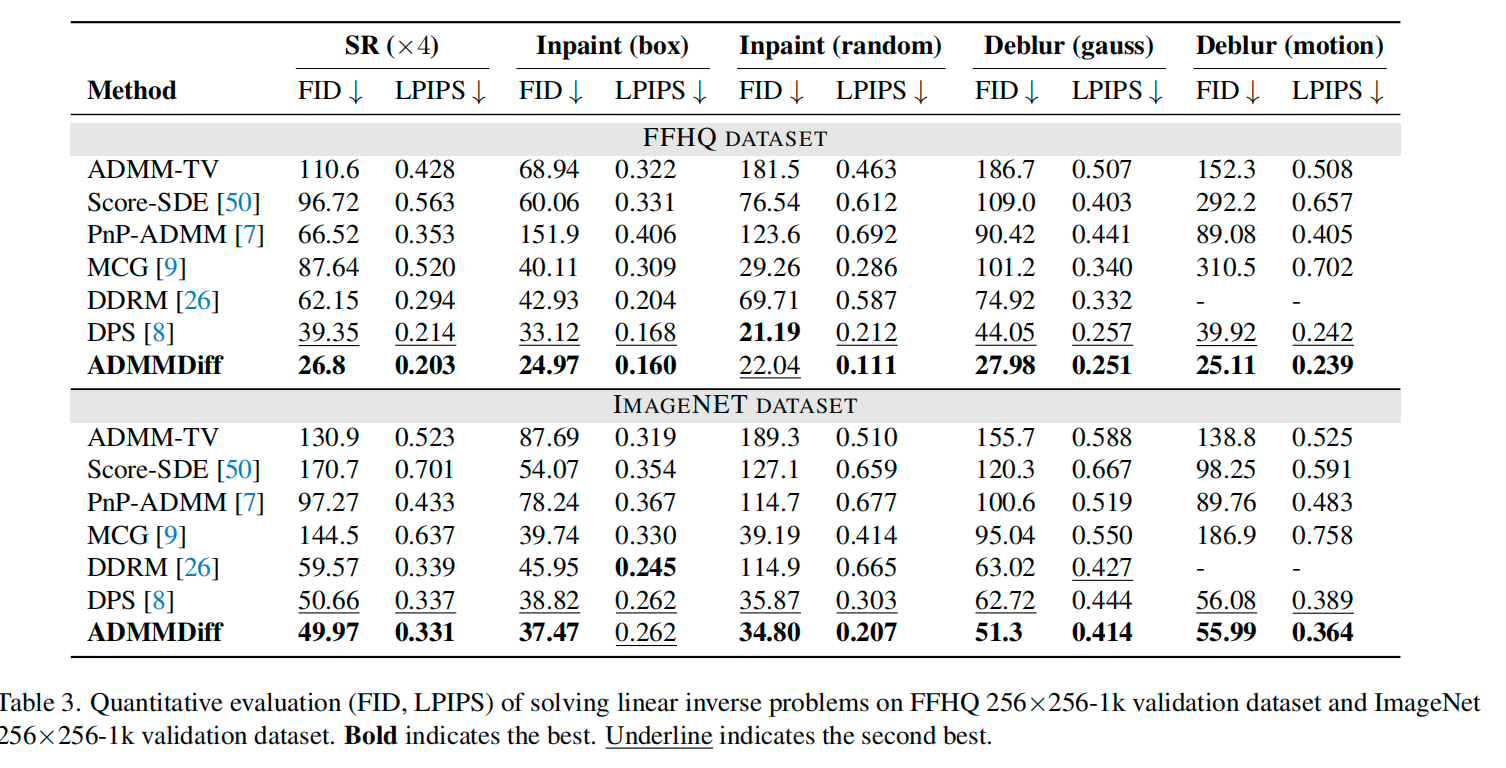 SR (×4) Inpaint (box) Inpaint (random) Deblur (gauss) Deblur (motion)
Method FID ↓ LPIPS ↓ FID ↓ LPIPS ↓ FID ↓ LPIPS ↓ FID ↓ LPIPS ↓ FID ↓ LPIPS ↓
FFHQ DATASET
ADMM-TV 110.6 0.428 68.94 0.322 181.5 0.463 186.7 0.507 152.3 0.508
Score-SDE [50] 96.72 0.563 60.06 0.331 76.54 0.612 109.0 0.403 292.2 0.657
PnP-ADMM [7] 66.52 0.353 151.9 0.406 123.6 0.692 90.42 0.441 89.08 0.405
MCG [9] 87.64 0.520 40.11 0.309 29.26 0.286 101.2 0.340 310.5 0.702
DDRM [26] 62.15 0.294 42.93 0.204 69.71 0.587 74.92 0.332 - -
DPS [8] 39.35 0.214 33.12 0.168 21.19 0.212 44.05 0.257 39.92 0.242
ADMMDiff 26.8 0.203 24.97 0.160 22.04 0.111 27.98 0.251 25.11 0.239
IMAGENET DATASET
ADMM-TV 130.9 0.523 87.69 0.319 189.3 0.510 155.7 0.588 138.8 0.525
Score-SDE [50] 170.7 0.701 54.07 0.354 127.1 0.659 120.3 0.667 98.25 0.591
PnP-ADMM [7] 97.27 0.433 78.24 0.367 114.7 0.677 100.6 0.519 89.76 0.483
MCG [9] 144.5 0.637 39.74 0.330 39.19 0.414 95.04 0.550 186.9 0.758
DDRM [26] 59.57 0.339 45.95 0.245 114.9 0.665 63.02 0.427 - -
DPS [8] 50.66 0.337 38.82 0.262 35.87 0.303 62.72 0.444 56.08 0.389
ADMMDiff 49.97 0.331 37.47 0.262 34.80 0.207 51.3 0.414 55.99 0.364
Table 3. Quantitative evaluation (FID, LPIPS) of solving linear inverse problems on FFHQ 256×256-1k validation dataset and ImageNet
256×256-1k validation dataset. Bold indicates the best. Underline indicates the second best.